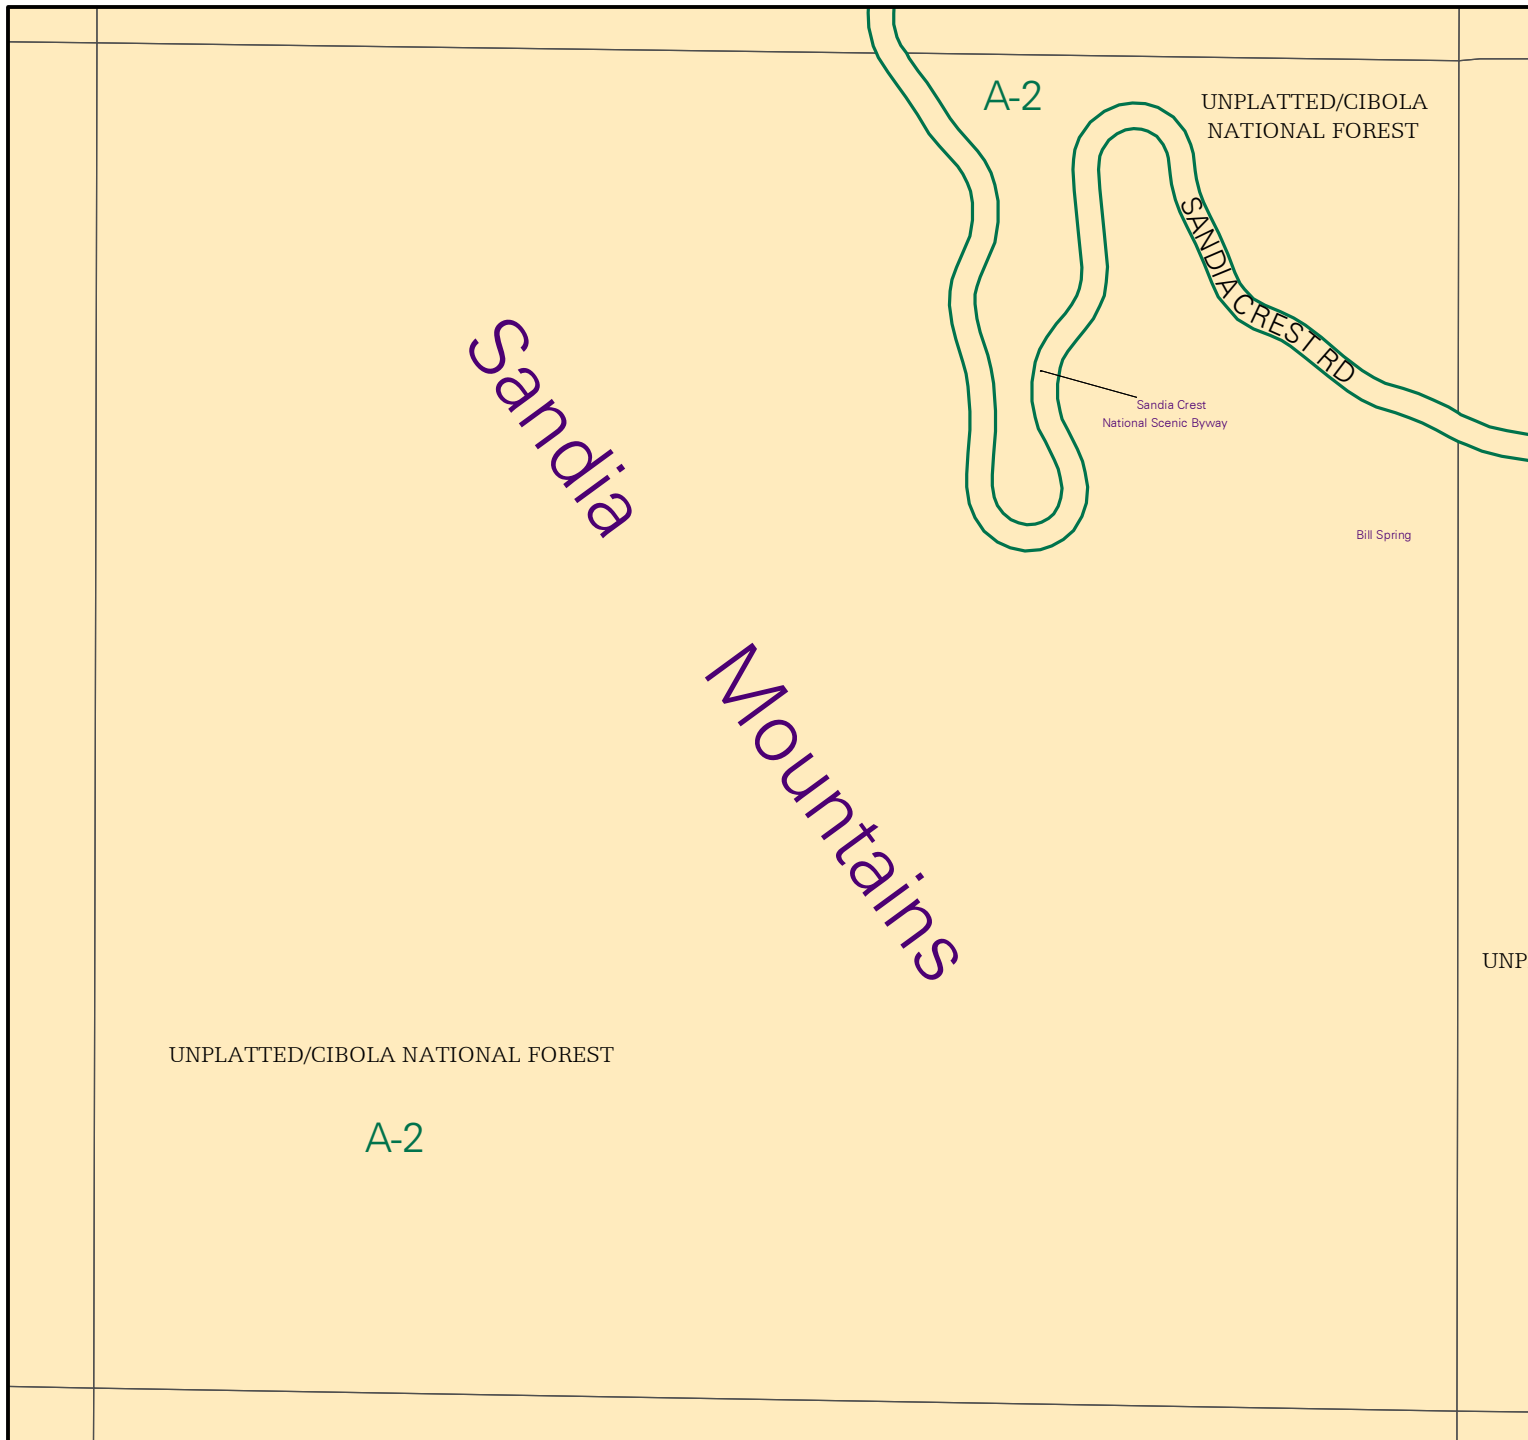 A-2
UNPLATTED/CIBOLA
NATIONAL FOREST
SANDIA CREST RD
Sandia
Sandia Crest
National Scenic Byway
Bill Spring
Mountains
UNP
UNPLATTED/CIBOLA NATIONAL FOREST
A-2